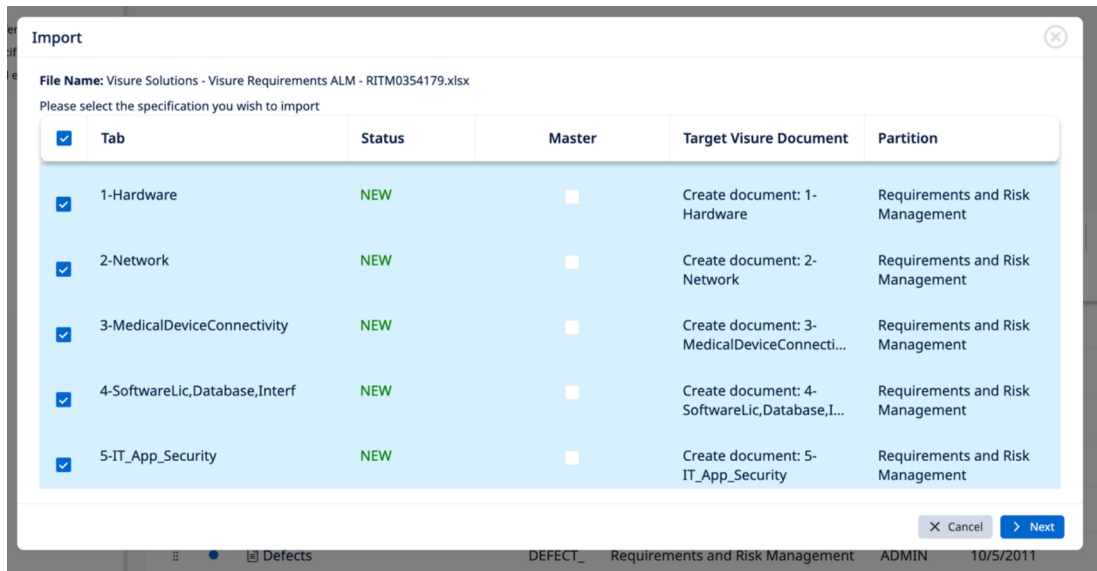 Import
File Name: Visure Solutions - Visure Requirements ALM - RITM0354179.xlsx
Please select the specification you wish to import
Tab Status Master Target Visure Document Partition
1-Hardware NEW Create document: 1- Requirements and Risk
Hardware Management
2-Network NEW Create document: 2- Requirements and Risk
Network Management
3-MedicalDeviceConnectivity NEW Create document: 3- Requirements and Risk
MedicalDeviceConnecti... Management
4-SoftwareLic,Database,Interf NEW Create document: 4- Requirements and Risk
SoftwareLic,Database,I... Management
5-IT_App_Security NEW Create document: 5- Requirements and Risk
IT_App_Security Management
Cancel Next
Defects DEFECT_ Requirements and Risk Management ADMIN 10/5/2011